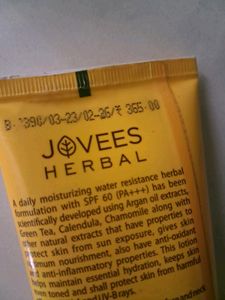 B.1390/03-23/02-26/₹ 365.00
JOVEES
HERBAL
A daily moisturizing water resistance herbal
formulation with SPF 60 (PA+++) has been
scientifically developed using Argan oil extracts,
Green Tea, Calendula, Chamomile along with
other natural extracts that have properties to
protect skin from sun exposure, gives skin
optimum nourishment, also have anti-oxidant
and anti-inflammatory properties. This lotion
helps maintain essential hydration, keeps skin
toned and shall protect skin from harmful
UV-B rays.